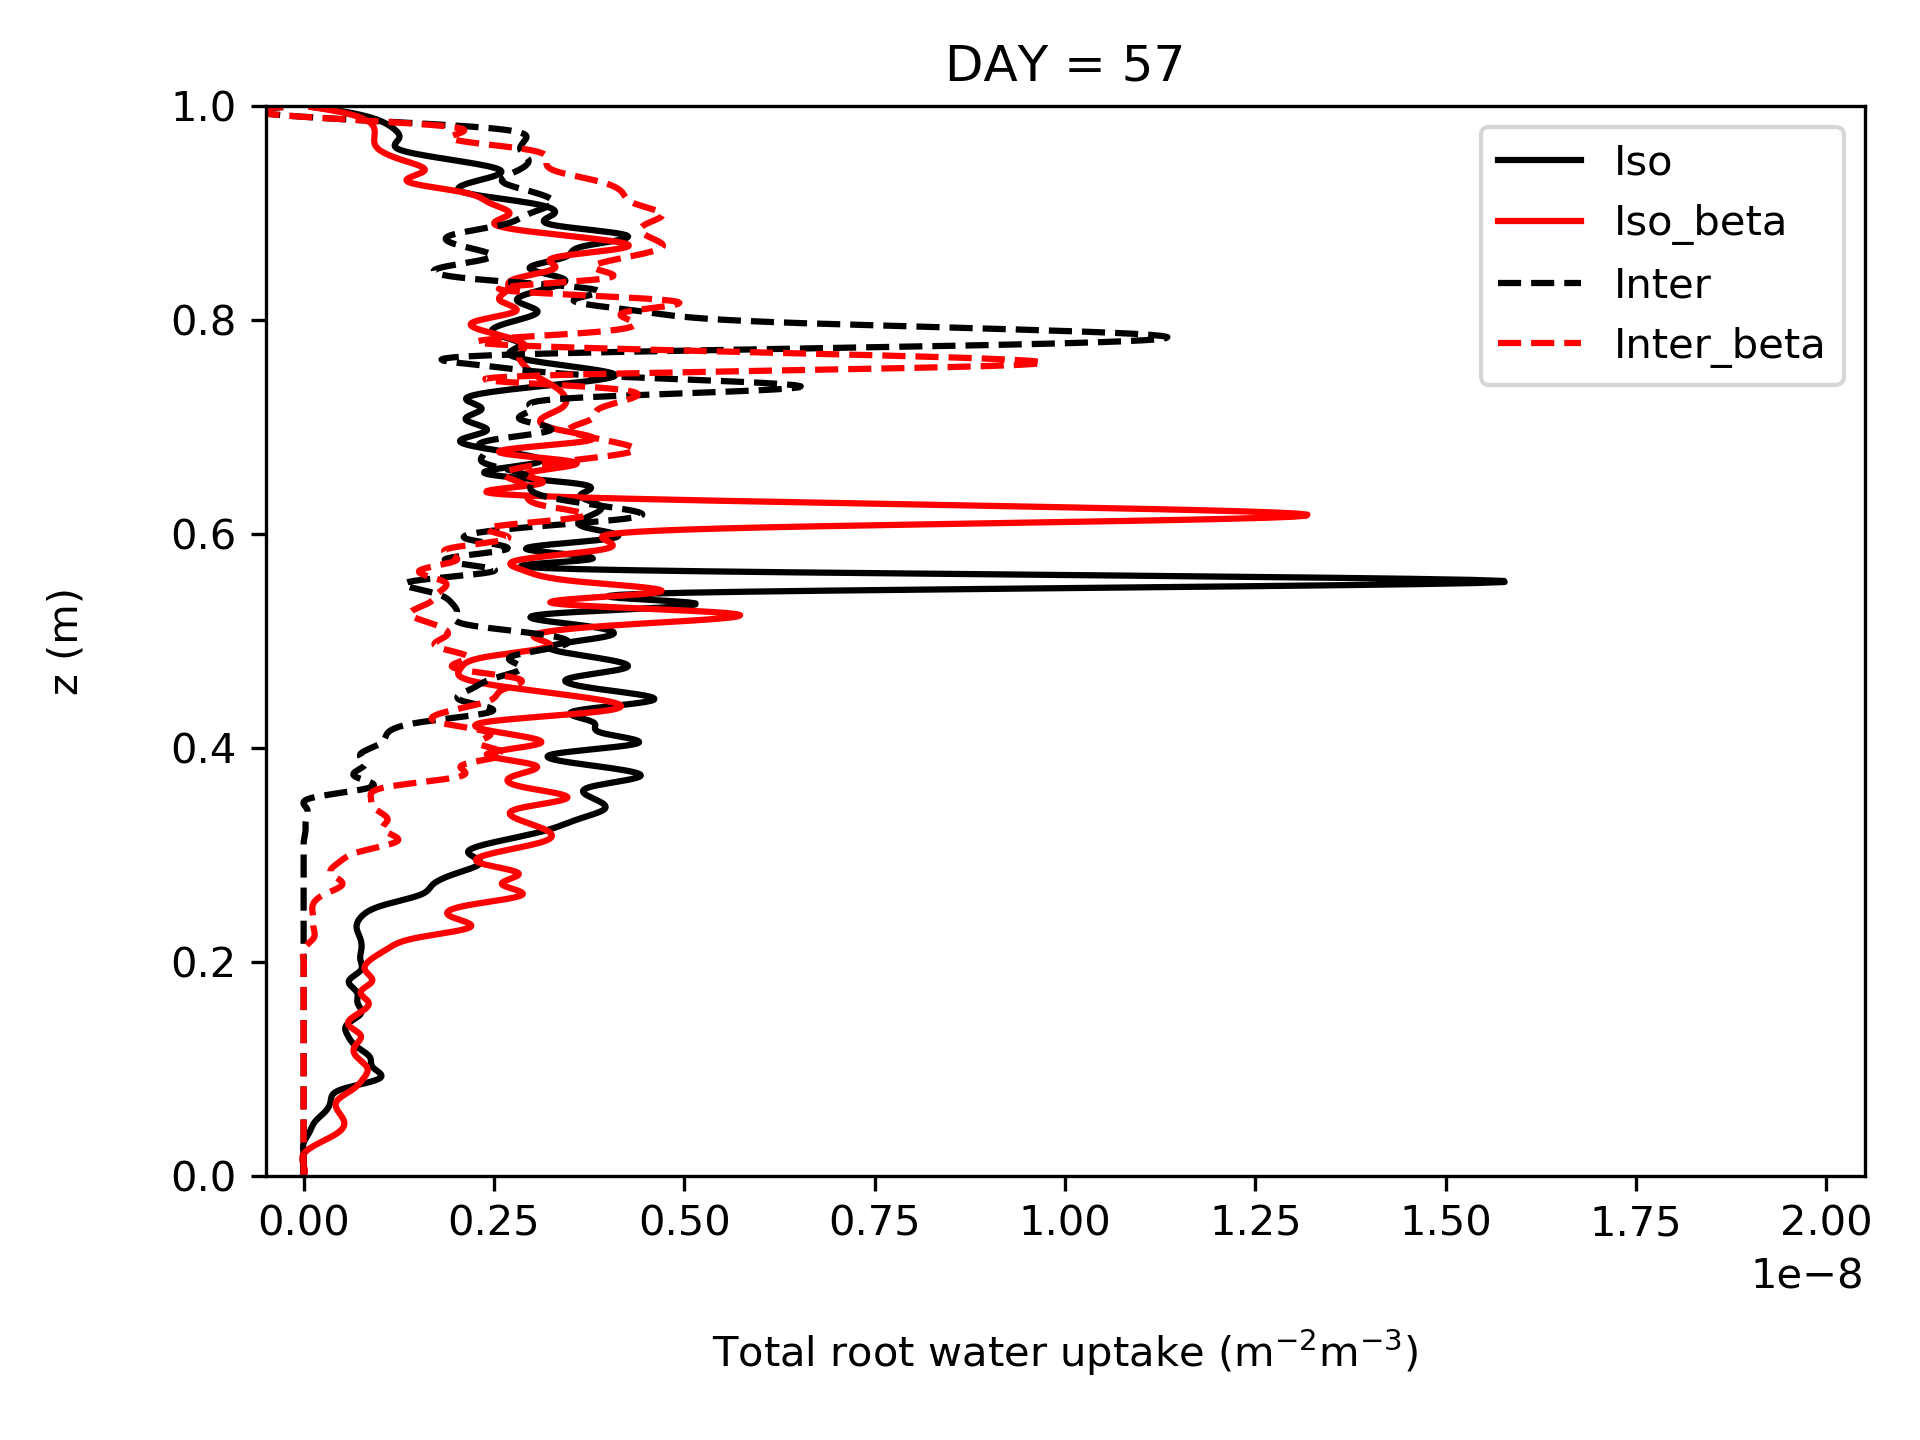 DAY = 57
1.0
0.8
0.6
0.4
0.2
0.0
z (m)
Iso
Iso_beta
Inter
Inter_beta
0.00 0.25 0.50 0.75 1.00 1.25 1.50 1.75 2.00
1e−8
Total root water uptake (m⁻²m⁻³)